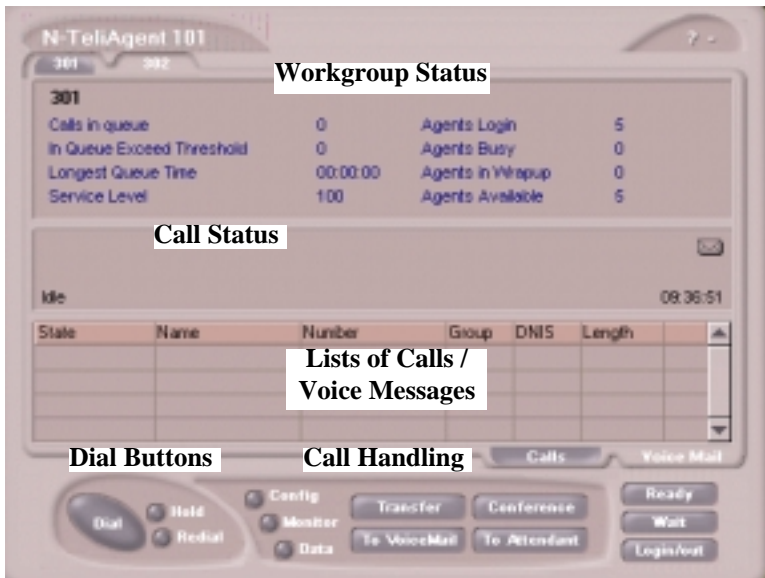 N-TeliAgent 101
? -
301 302
Workgroup Status
301
Calls in queue 0 Agents Login 5
In Queue Exceed Threshold 0 Agents Busy 0
Longest Queue Time 00:00:00 Agents in Wrapup 0
Service Level 100 Agents Available 5
Call Status
Idle 09:36:51
State Name Number Group DNIS Length
Lists of Calls /
Voice Messages
Dial Buttons Call Handling Calls Voice Mail
Dial Hold Redial
Config Monitor Data
Transfer Conference
To VoiceMail To Attendant
Ready
Wait
Login/out